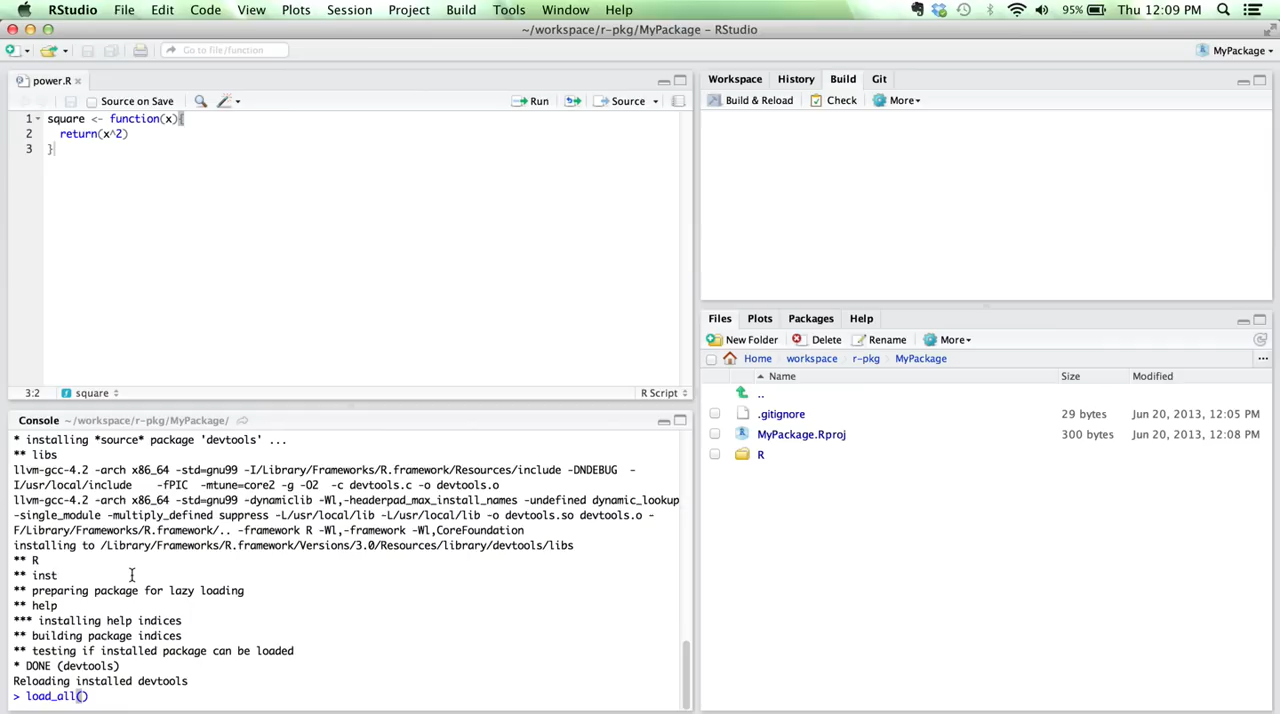 RStudio File Edit Code View Plots Session Project Build Tools Window Help 95% Thu 12:09 PM
~/workspace/r-pkg/MyPackage – RStudio
Go to file/function MyPackage
power.R
Source on Save Run Source
1 square <- function(x){
2 return(x^2)
3 }
3:2 square R Script
Console ~/workspace/r-pkg/MyPackage/
* installing *source* package 'devtools' ...
** libs
llvm-gcc-4.2 -arch x86_64 -std=gnu99 -I/Library/Frameworks/R.framework/Resources/include -DNDEBUG -
I/usr/local/include -fPIC -mtune=core2 -g -O2 -c devtools.c -o devtools.o
llvm-gcc-4.2 -arch x86_64 -std=gnu99 -dynamiclib -Wl,-headerpad_max_install_names -undefined dynamic_lookup
-single_module -multiply_defined suppress -L/usr/local/lib -L/usr/local/lib -o devtools.so devtools.o -
F/Library/Frameworks/R.framework/.. -framework R -Wl,-framework -Wl,CoreFoundation
installing to /Library/Frameworks/R.framework/Versions/3.0/Resources/library/devtools/libs
** R
** inst
** preparing package for lazy loading
** help
*** installing help indices
** building package indices
** testing if installed package can be loaded
* DONE (devtools)
Reloading installed devtools
> load_all()
Workspace History Build Git
Build & Reload Check More
Files Plots Packages Help
New Folder Delete Rename More
Home workspace r-pkg MyPackage ...
Name Size Modified
..
.gitignore 29 bytes Jun 20, 2013, 12:05 PM
MyPackage.Rproj 300 bytes Jun 20, 2013, 12:08 PM
R